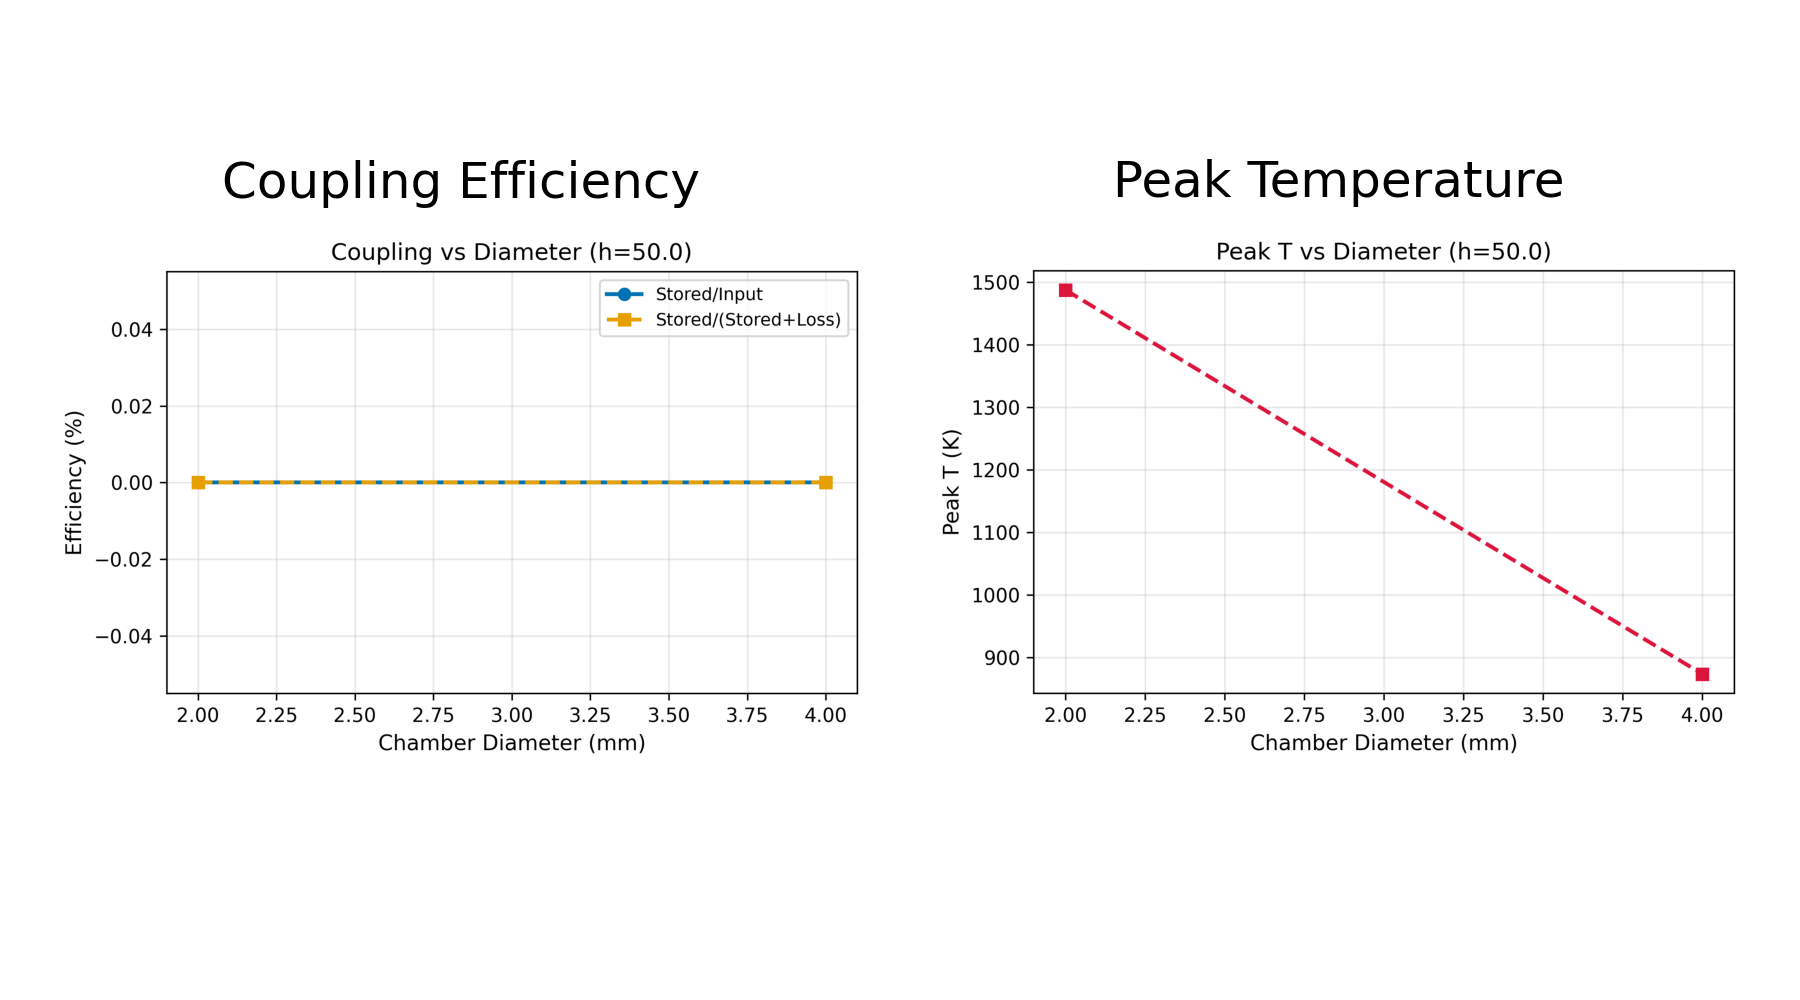 Coupling Efficiency
Coupling vs Diameter (h=50.0)
Stored/Input
Stored/(Stored+Loss)
Efficiency (%)
0.04
0.02
0.00
−0.02
−0.04
2.00 2.25 2.50 2.75 3.00 3.25 3.50 3.75 4.00
Chamber Diameter (mm)
Peak Temperature
Peak T vs Diameter (h=50.0)
Peak T (K)
1500
1400
1300
1200
1100
1000
900
2.00 2.25 2.50 2.75 3.00 3.25 3.50 3.75 4.00
Chamber Diameter (mm)